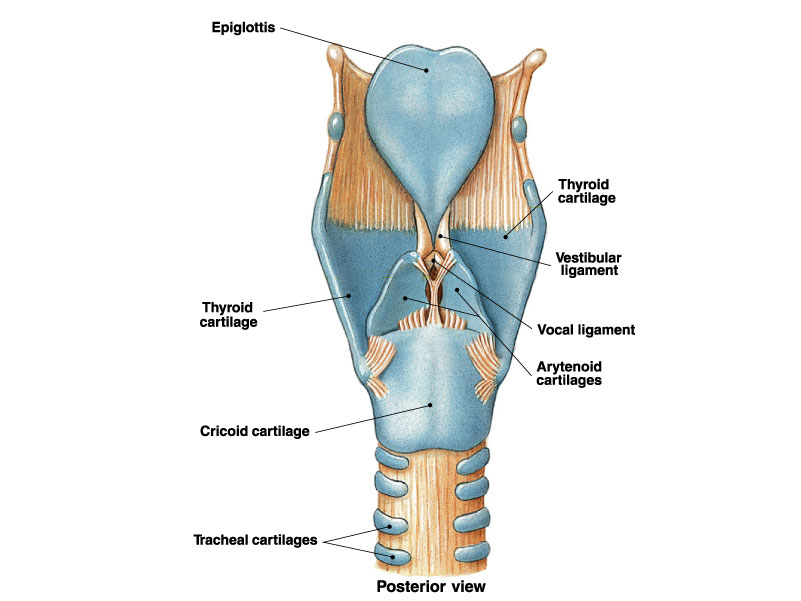 Epiglottis
Thyroid
cartilage
Vestibular
ligament
Thyroid
cartilage
Vocal ligament
Arytenoid
cartilages
Cricoid cartilage
Tracheal cartilages
Posterior view